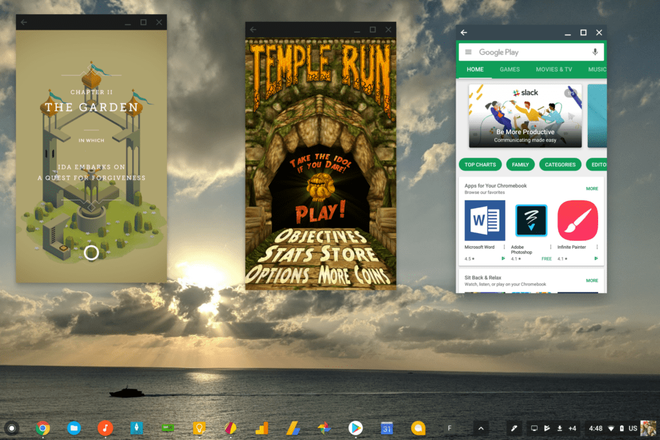 CHAPTER II
THE GARDEN
IN WHICH
IDA EMBARKS ON
A QUEST FOR FORGIVENESS
TEMPLE RUN
TAKE THE IDOL
IF YOU DARE!
PLAY!
OBJECTIVES
STATS STORE
OPTIONS MORE COINS
Google Play
HOME GAMES MOVIES & TV MUSIC
slack
Be More Productive
Communicating made easy
TOP CHARTS FAMILY CATEGORIES EDITO
Apps for Your Chromebook
Browse our favorites
MORE
Microsoft Word
Adobe Photoshop
Infinite Painter
4.3
4.1 FREE
4.1
Sit Back & Relax
Watch, listen, or play on your Chromebook
MORE
31
F
+4
4:48
US